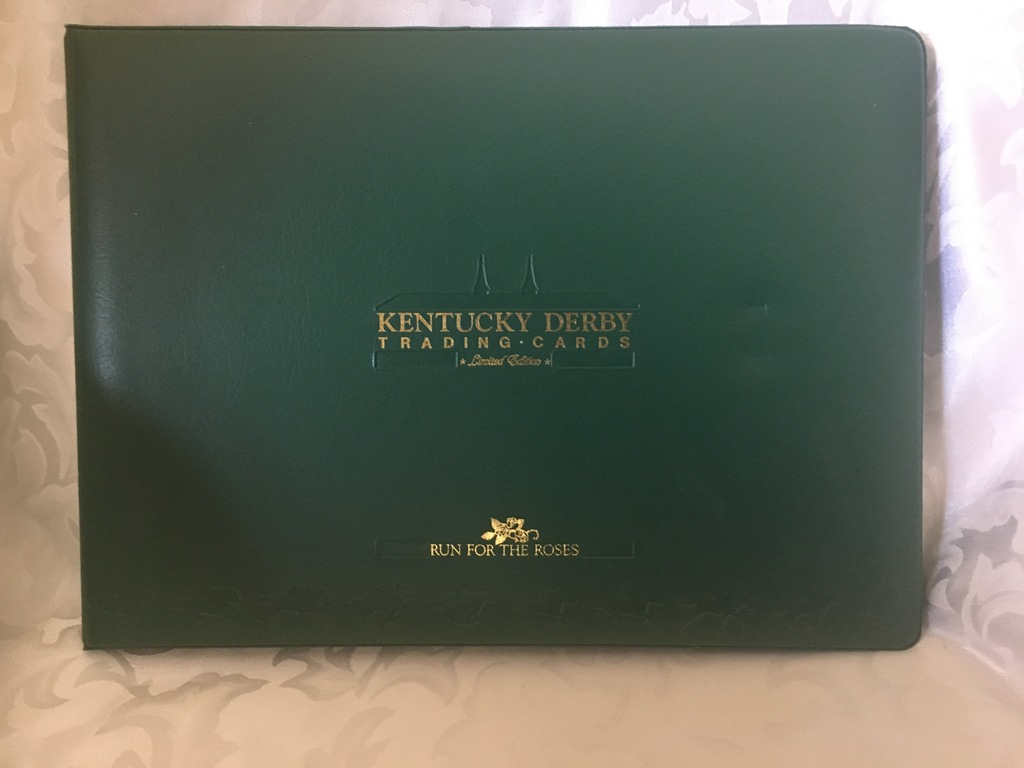 KENTUCKY DERBY
TRADING·CARDS
★ Limited Edition ★
RUN FOR THE ROSES